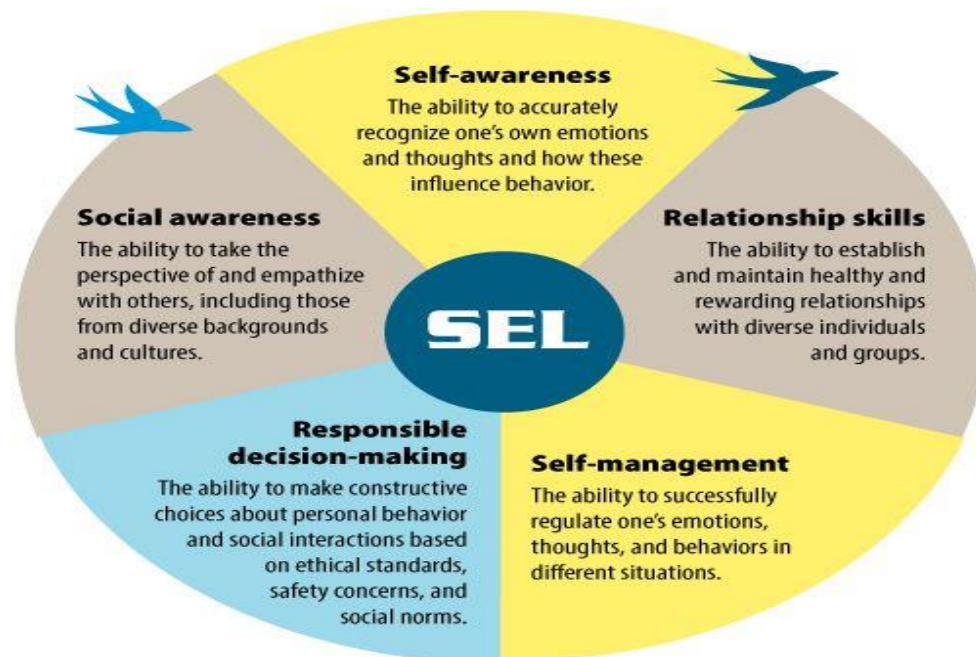 Self-awareness
The ability to accurately
recognize one's own emotions
and thoughts and how these
influence behavior.
Social awareness
The ability to take the
perspective of and empathize
with others, including those
from diverse backgrounds
and cultures.
Relationship skills
The ability to establish
and maintain healthy and
rewarding relationships
with diverse individuals
and groups.
SEL
Responsible
decision-making
The ability to make constructive
choices about personal behavior
and social interactions based
on ethical standards,
safety concerns, and
social norms.
Self-management
The ability to successfully
regulate one's emotions,
thoughts, and behaviors in
different situations.